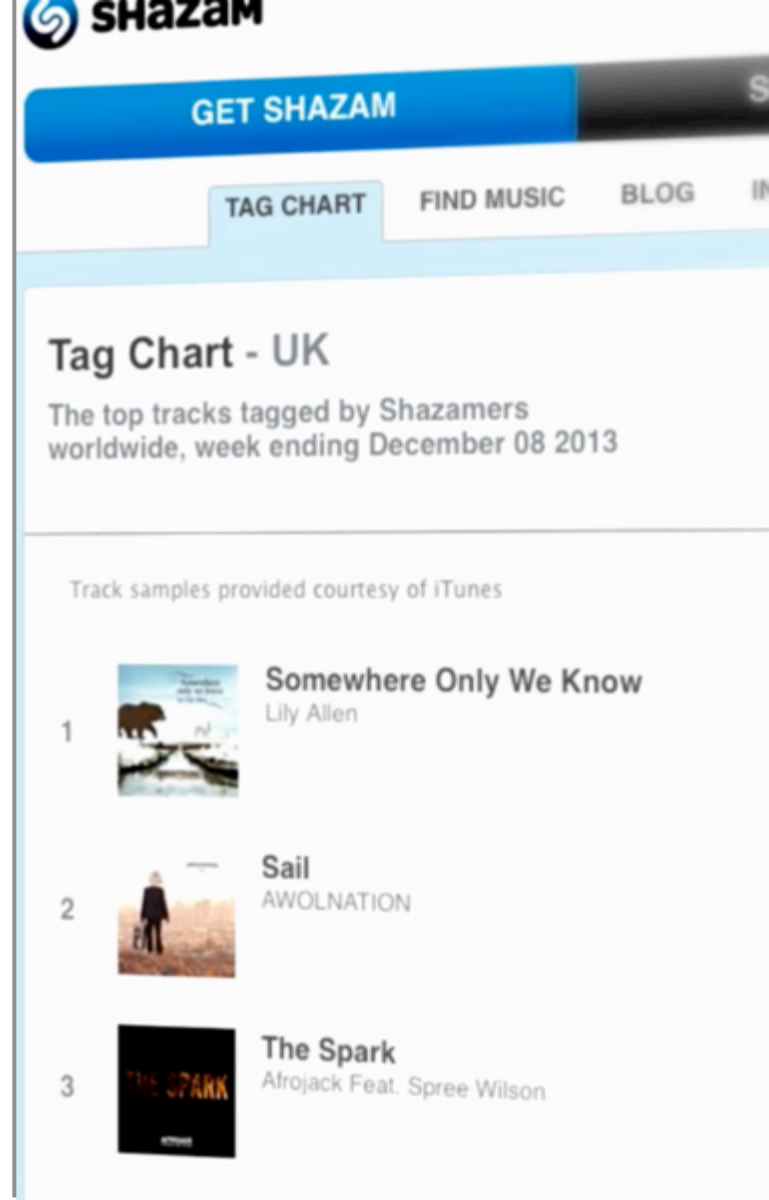 SHAZAM
GET SHAZAM
TAG CHART FIND MUSIC BLOG
Tag Chart - UK
The top tracks tagged by Shazamers
worldwide, week ending December 08 2013
Track samples provided courtesy of iTunes
1
Somewhere Only We Know
Lily Allen
2
Sail
AWOLNATION
3
THE SPARK
The Spark
Afrojack Feat. Spree Wilson